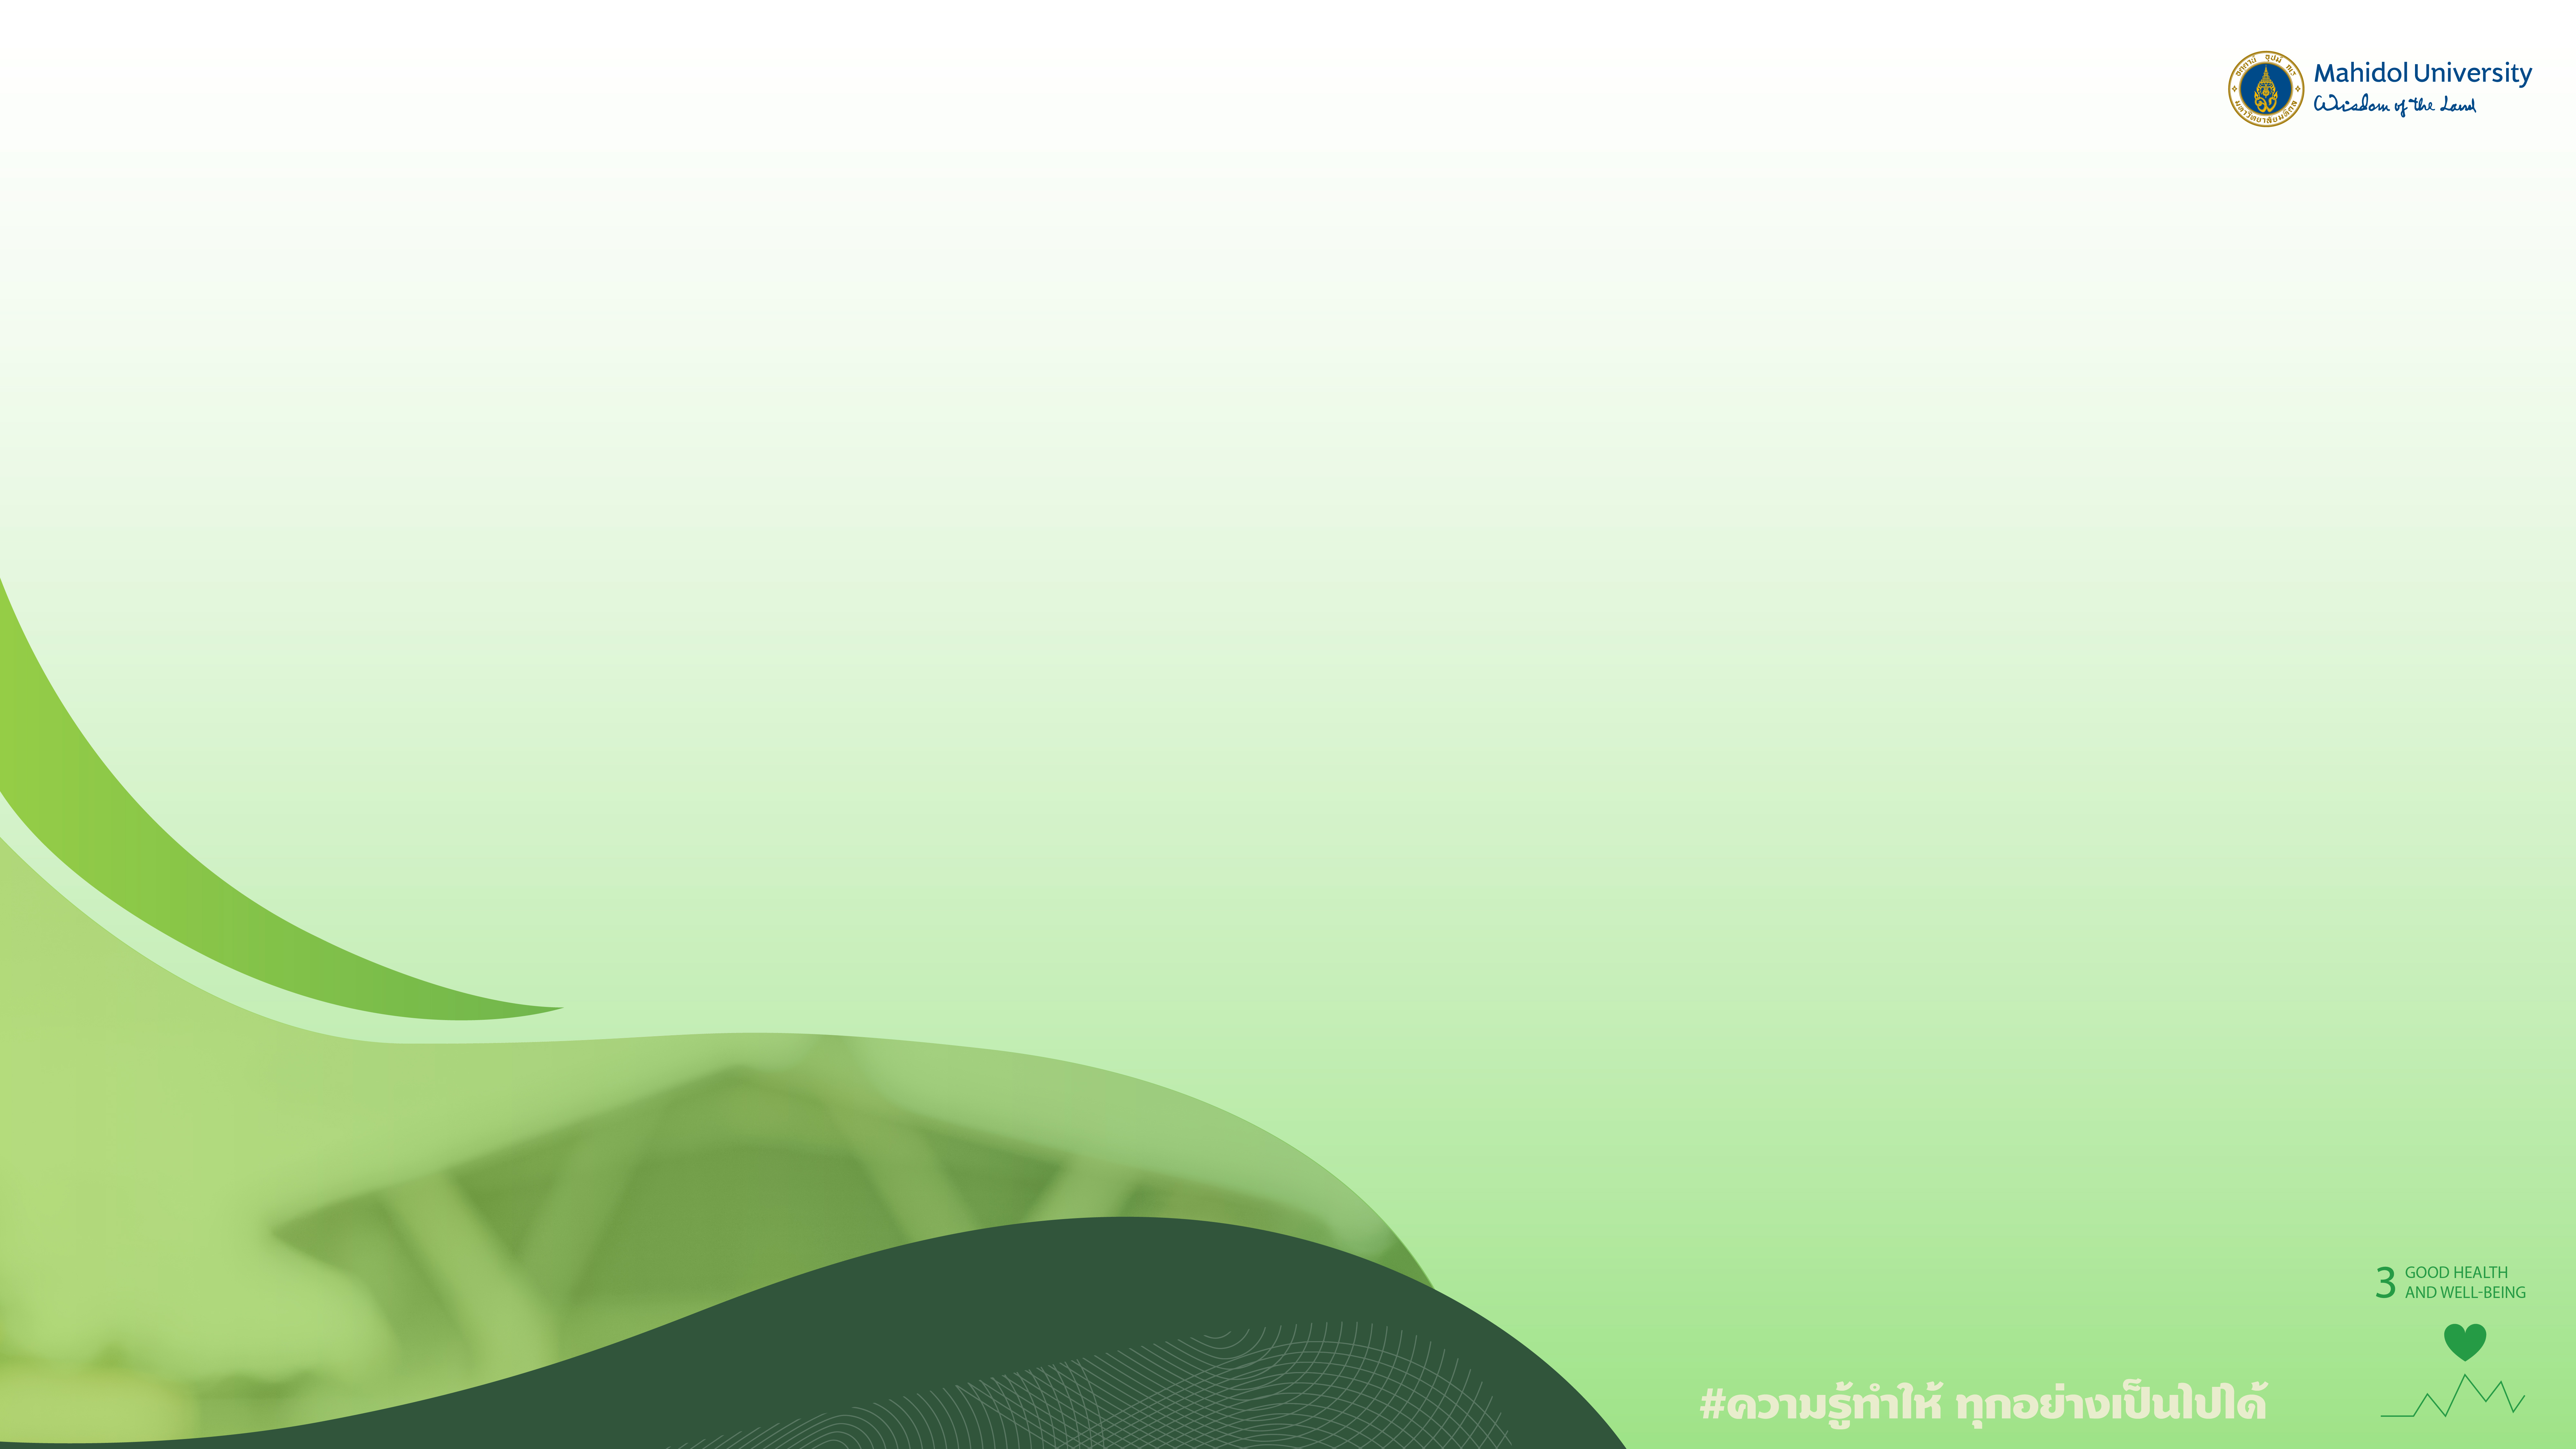 Mahidol University
Wisdom of the Land
3 GOOD HEALTH
AND WELL-BEING
#ความรู้ทำให้ ทุกอย่างเป็นไปได้